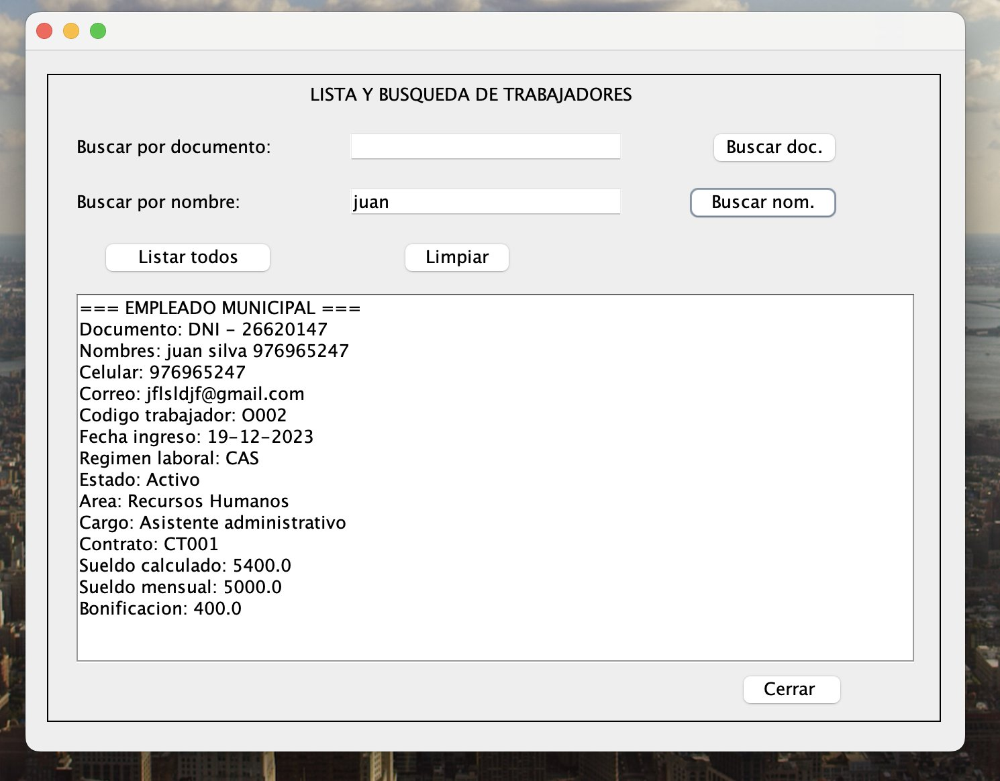 LISTA Y BUSQUEDA DE TRABAJADORES
Buscar por documento:
Buscar doc.
Buscar por nombre:
juan
Buscar nom.
Listar todos
Limpiar
=== EMPLEADO MUNICIPAL ===
Documento: DNI - 26620147
Nombres: juan silva 976965247
Celular: 976965247
Correo: jflsldjf@gmail.com
Codigo trabajador: O002
Fecha ingreso: 19-12-2023
Regimen laboral: CAS
Estado: Activo
Area: Recursos Humanos
Cargo: Asistente administrativo
Contrato: CT001
Sueldo calculado: 5400.0
Sueldo mensual: 5000.0
Bonificacion: 400.0
Cerrar